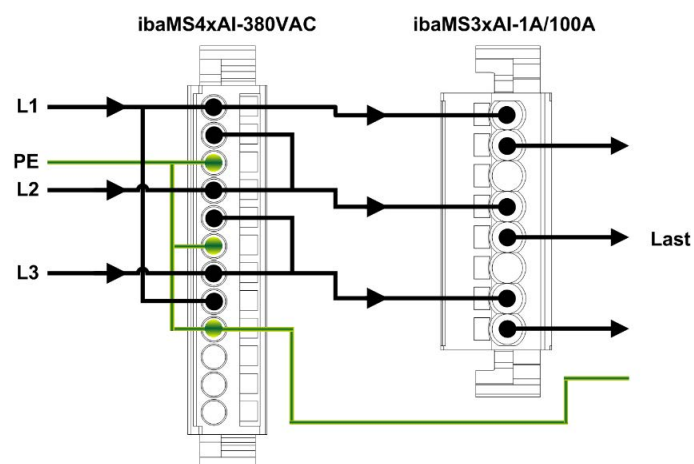 ibaMS4xAI-380VAC
ibaMS3xAI-1A/100A
L1
PE
L2
L3
Last